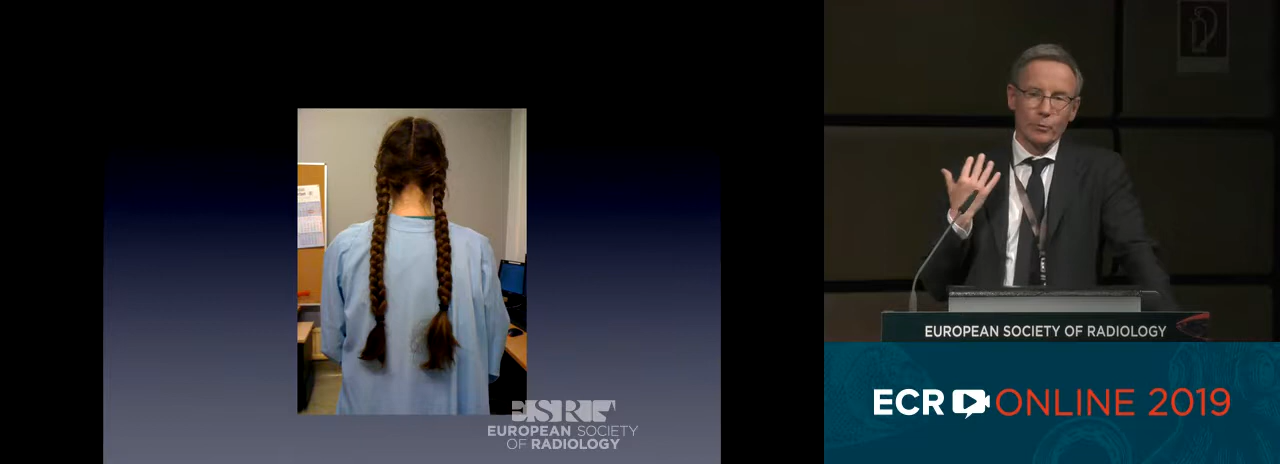 ESR
EUROPEAN SOCIETY
OF RADIOLOGY
EUROPEAN SOCIETY OF RADIOLOGY
ECR ONLINE 2019